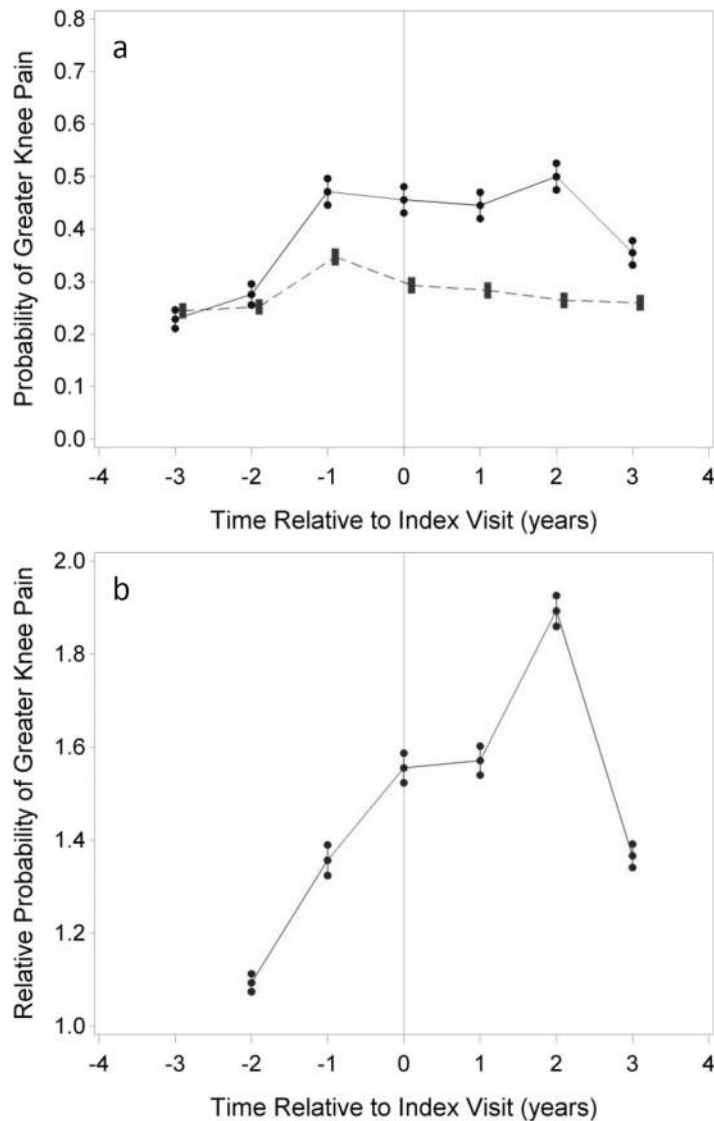 a
Probability of Greater Knee Pain
0.8
0.7
0.6
0.5
0.4
0.3
0.2
0.1
0.0
-4 -3 -2 -1 0 1 2 3 4
Time Relative to Index Visit (years)
b
Relative Probability of Greater Knee Pain
2.0
1.8
1.6
1.4
1.2
1.0
-4 -3 -2 -1 0 1 2 3 4
Time Relative to Index Visit (years)